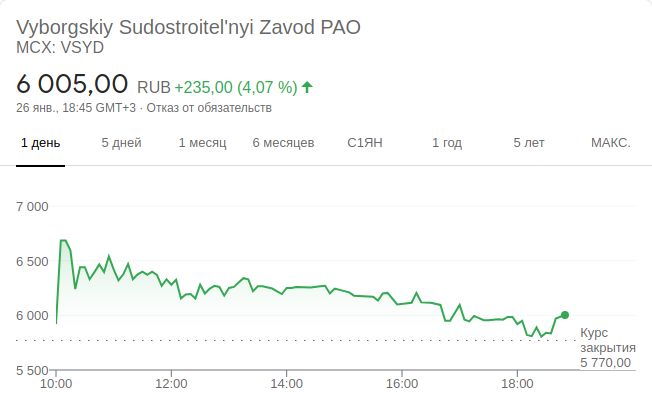 Vyborgskiy Sudostroitel'nyi Zavod PAO
MCX: VSYD
6 005,00 RUB +235,00 (4,07 %)
26 янв., 18:45 GMT+3 · Отказ от обязательств
1 день 5 дней 1 месяц 6 месяцев С1ЯН 1 год 5 лет МАКС.
7 000
6 500
6 000
Курс
закрытия
5 770,00
5 500
10:00 12:00 14:00 16:00 18:00